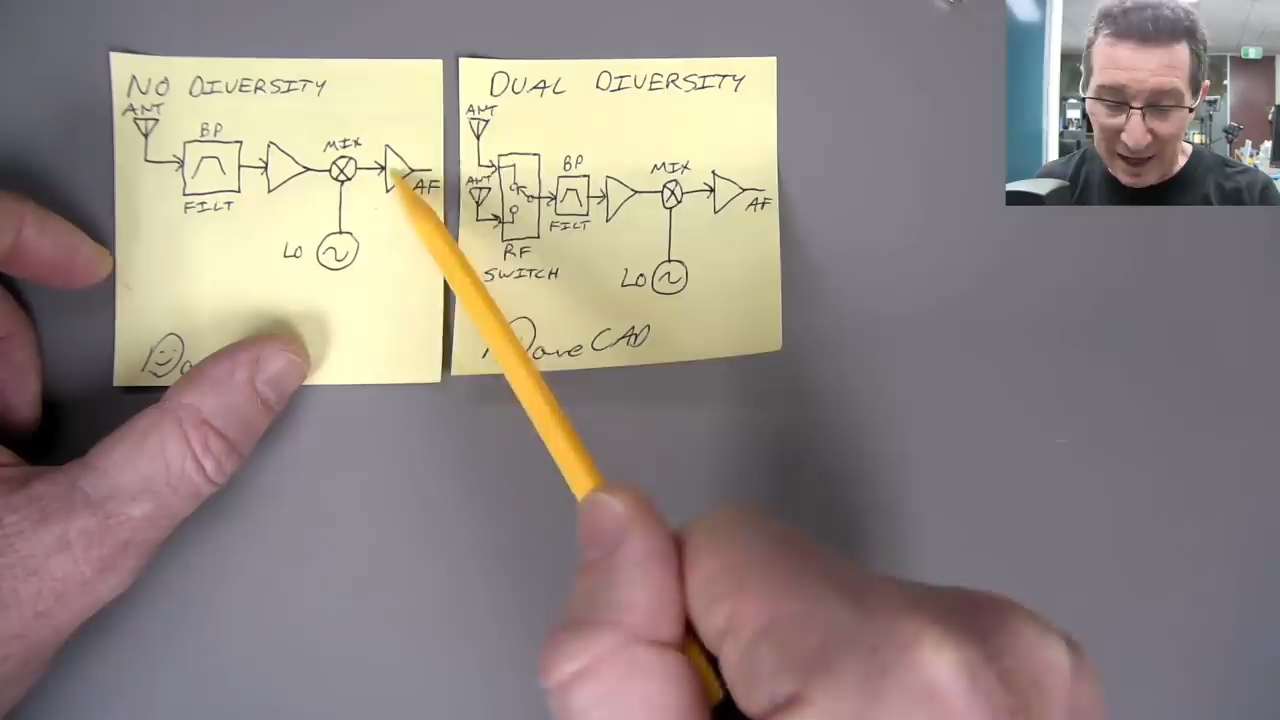 NO DIVERSITY
ANT
BP
MIX
FILT
AF
LO
DUAL DIVERSITY
ANT
BP
MIX
ANT
FILT
AF
RF
SWITCH
LO
DaveCAD